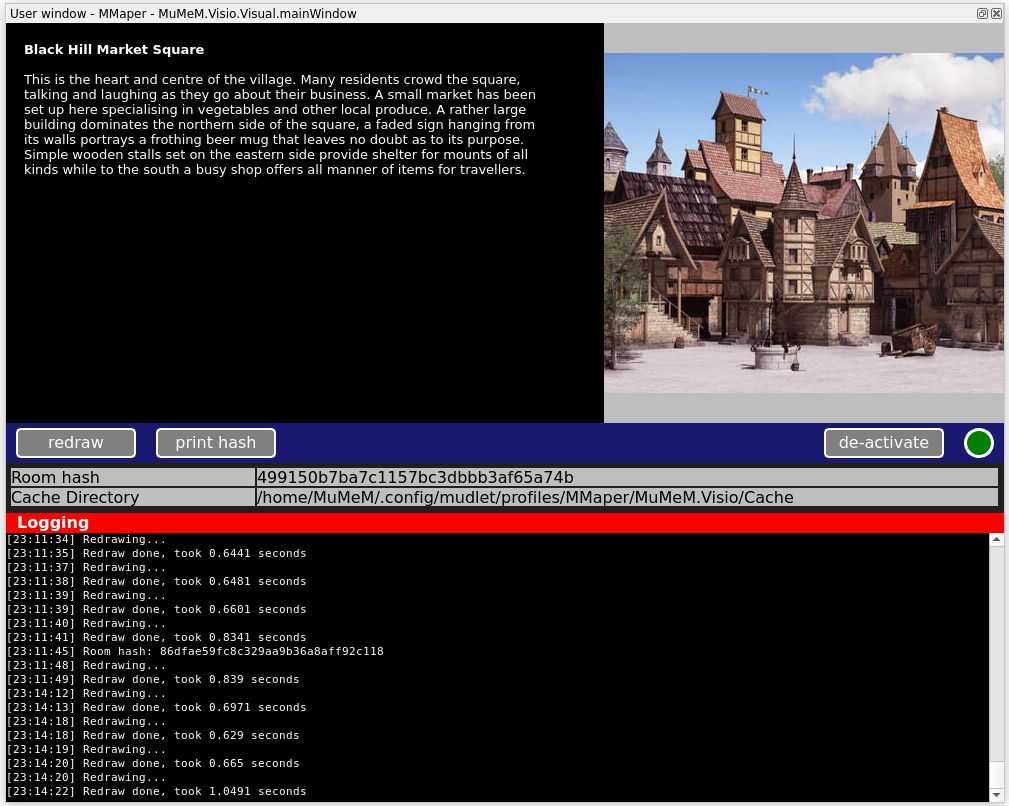 User window - MMaper - MuMeM.Visio.Visual.mainWindow
Black Hill Market Square
This is the heart and centre of the village. Many residents crowd the square,
talking and laughing as they go about their business. A small market has been
set up here specialising in vegetables and other local produce. A rather large
building dominates the northern side of the square, a faded sign hanging from
its walls portrays a frothing beer mug that leaves no doubt as to its purpose.
Simple wooden stalls set on the eastern side provide shelter for mounts of all
kinds while to the south a busy shop offers all manner of items for travellers.
redraw print hash de-activate
Room hash 499150b7ba7c1157bc3dbbb3af65a74b
Cache Directory /home/MuMeM/.config/mudlet/profiles/MMaper/MuMeM.Visio/Cache
Logging
[23:11:34] Redrawing...
[23:11:35] Redraw done, took 0.6441 seconds
[23:11:37] Redrawing...
[23:11:38] Redraw done, took 0.6481 seconds
[23:11:39] Redrawing...
[23:11:39] Redraw done, took 0.6601 seconds
[23:11:40] Redrawing...
[23:11:41] Redraw done, took 0.8341 seconds
[23:11:45] Room hash: 86dfae59fc8c329aa9b36a8aff92c118
[23:11:48] Redrawing...
[23:11:49] Redraw done, took 0.839 seconds
[23:14:12] Redrawing...
[23:14:13] Redraw done, took 0.6971 seconds
[23:14:18] Redrawing...
[23:14:18] Redraw done, took 0.629 seconds
[23:14:19] Redrawing...
[23:14:20] Redraw done, took 0.665 seconds
[23:14:20] Redrawing...
[23:14:22] Redraw done, took 1.0491 seconds